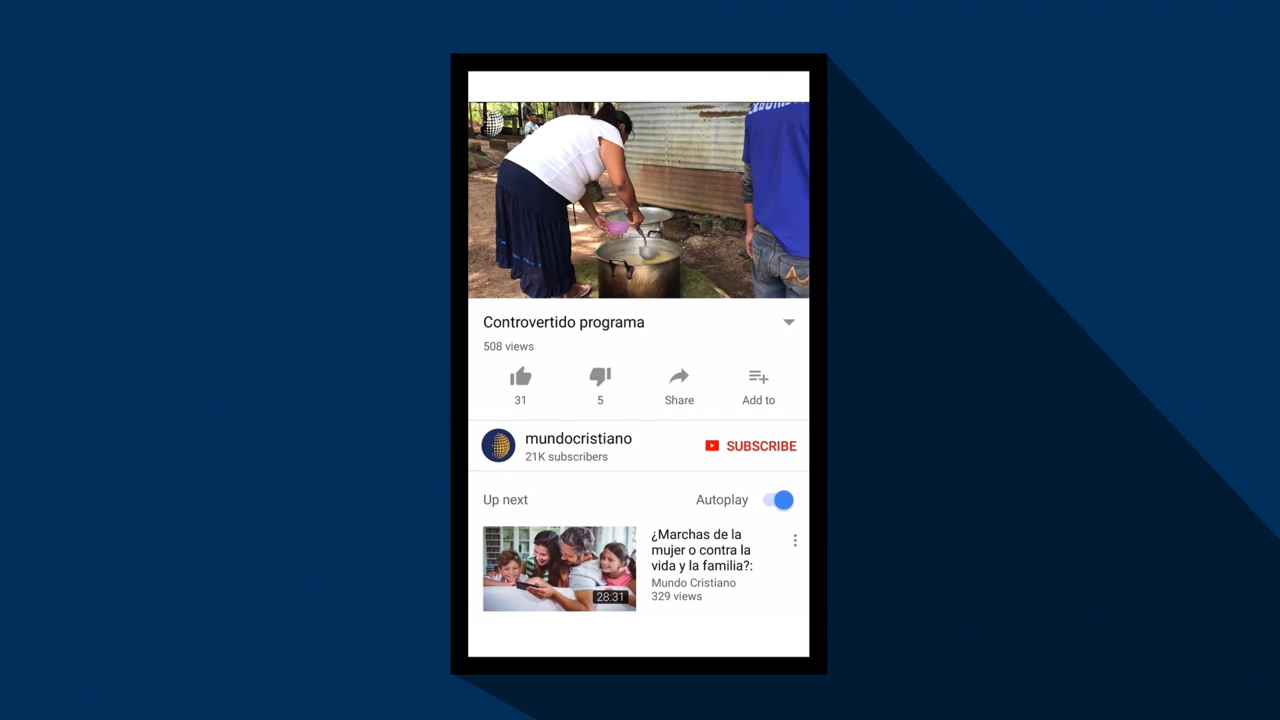 Controvertido programa
508 views
31
5
Share
Add to
mundocristiano
21K subscribers
SUBSCRIBE
Up next
Autoplay
¿Marchas de la
mujer o contra la
vida y la familia?:
Mundo Cristiano
329 views
28:31